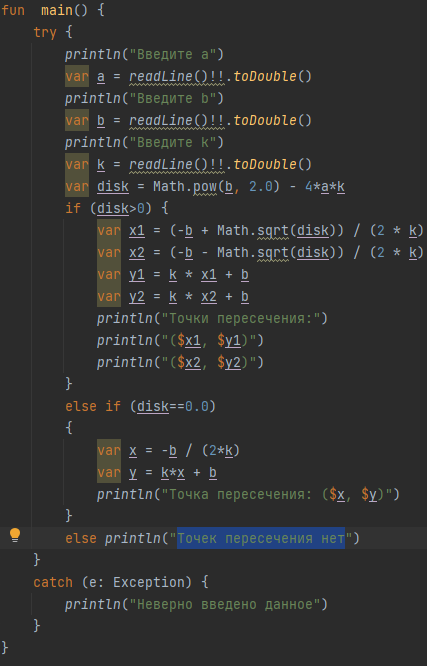 fun  main() {
    try {
        println("Введите a")
        var a = readLine()!!.toDouble()
        println("Введите b")
        var b = readLine()!!.toDouble()
        println("Введите k")
        var k = readLine()!!.toDouble()
        var disk = Math.pow(b, 2.0) - 4*a*k
        if (disk>0) {
            var x1 = (-b + Math.sqrt(disk)) / (2 * k)
            var x2 = (-b - Math.sqrt(disk)) / (2 * k)
            var y1 = k * x1 + b
            var y2 = k * x2 + b
            println("Точки пересечения:")
            println("($x1, $y1)")
            println("($x2, $y2)")
        }
        else if (disk==0.0)
        {
            var x = -b / (2*k)
            var y = k*x + b
            println("Точка пересечения: ($x, $y)")
        }
        else println("Точек пересечения нет")
    }
    catch (e: Exception) {
        println("Неверно введено данное")
    }
}